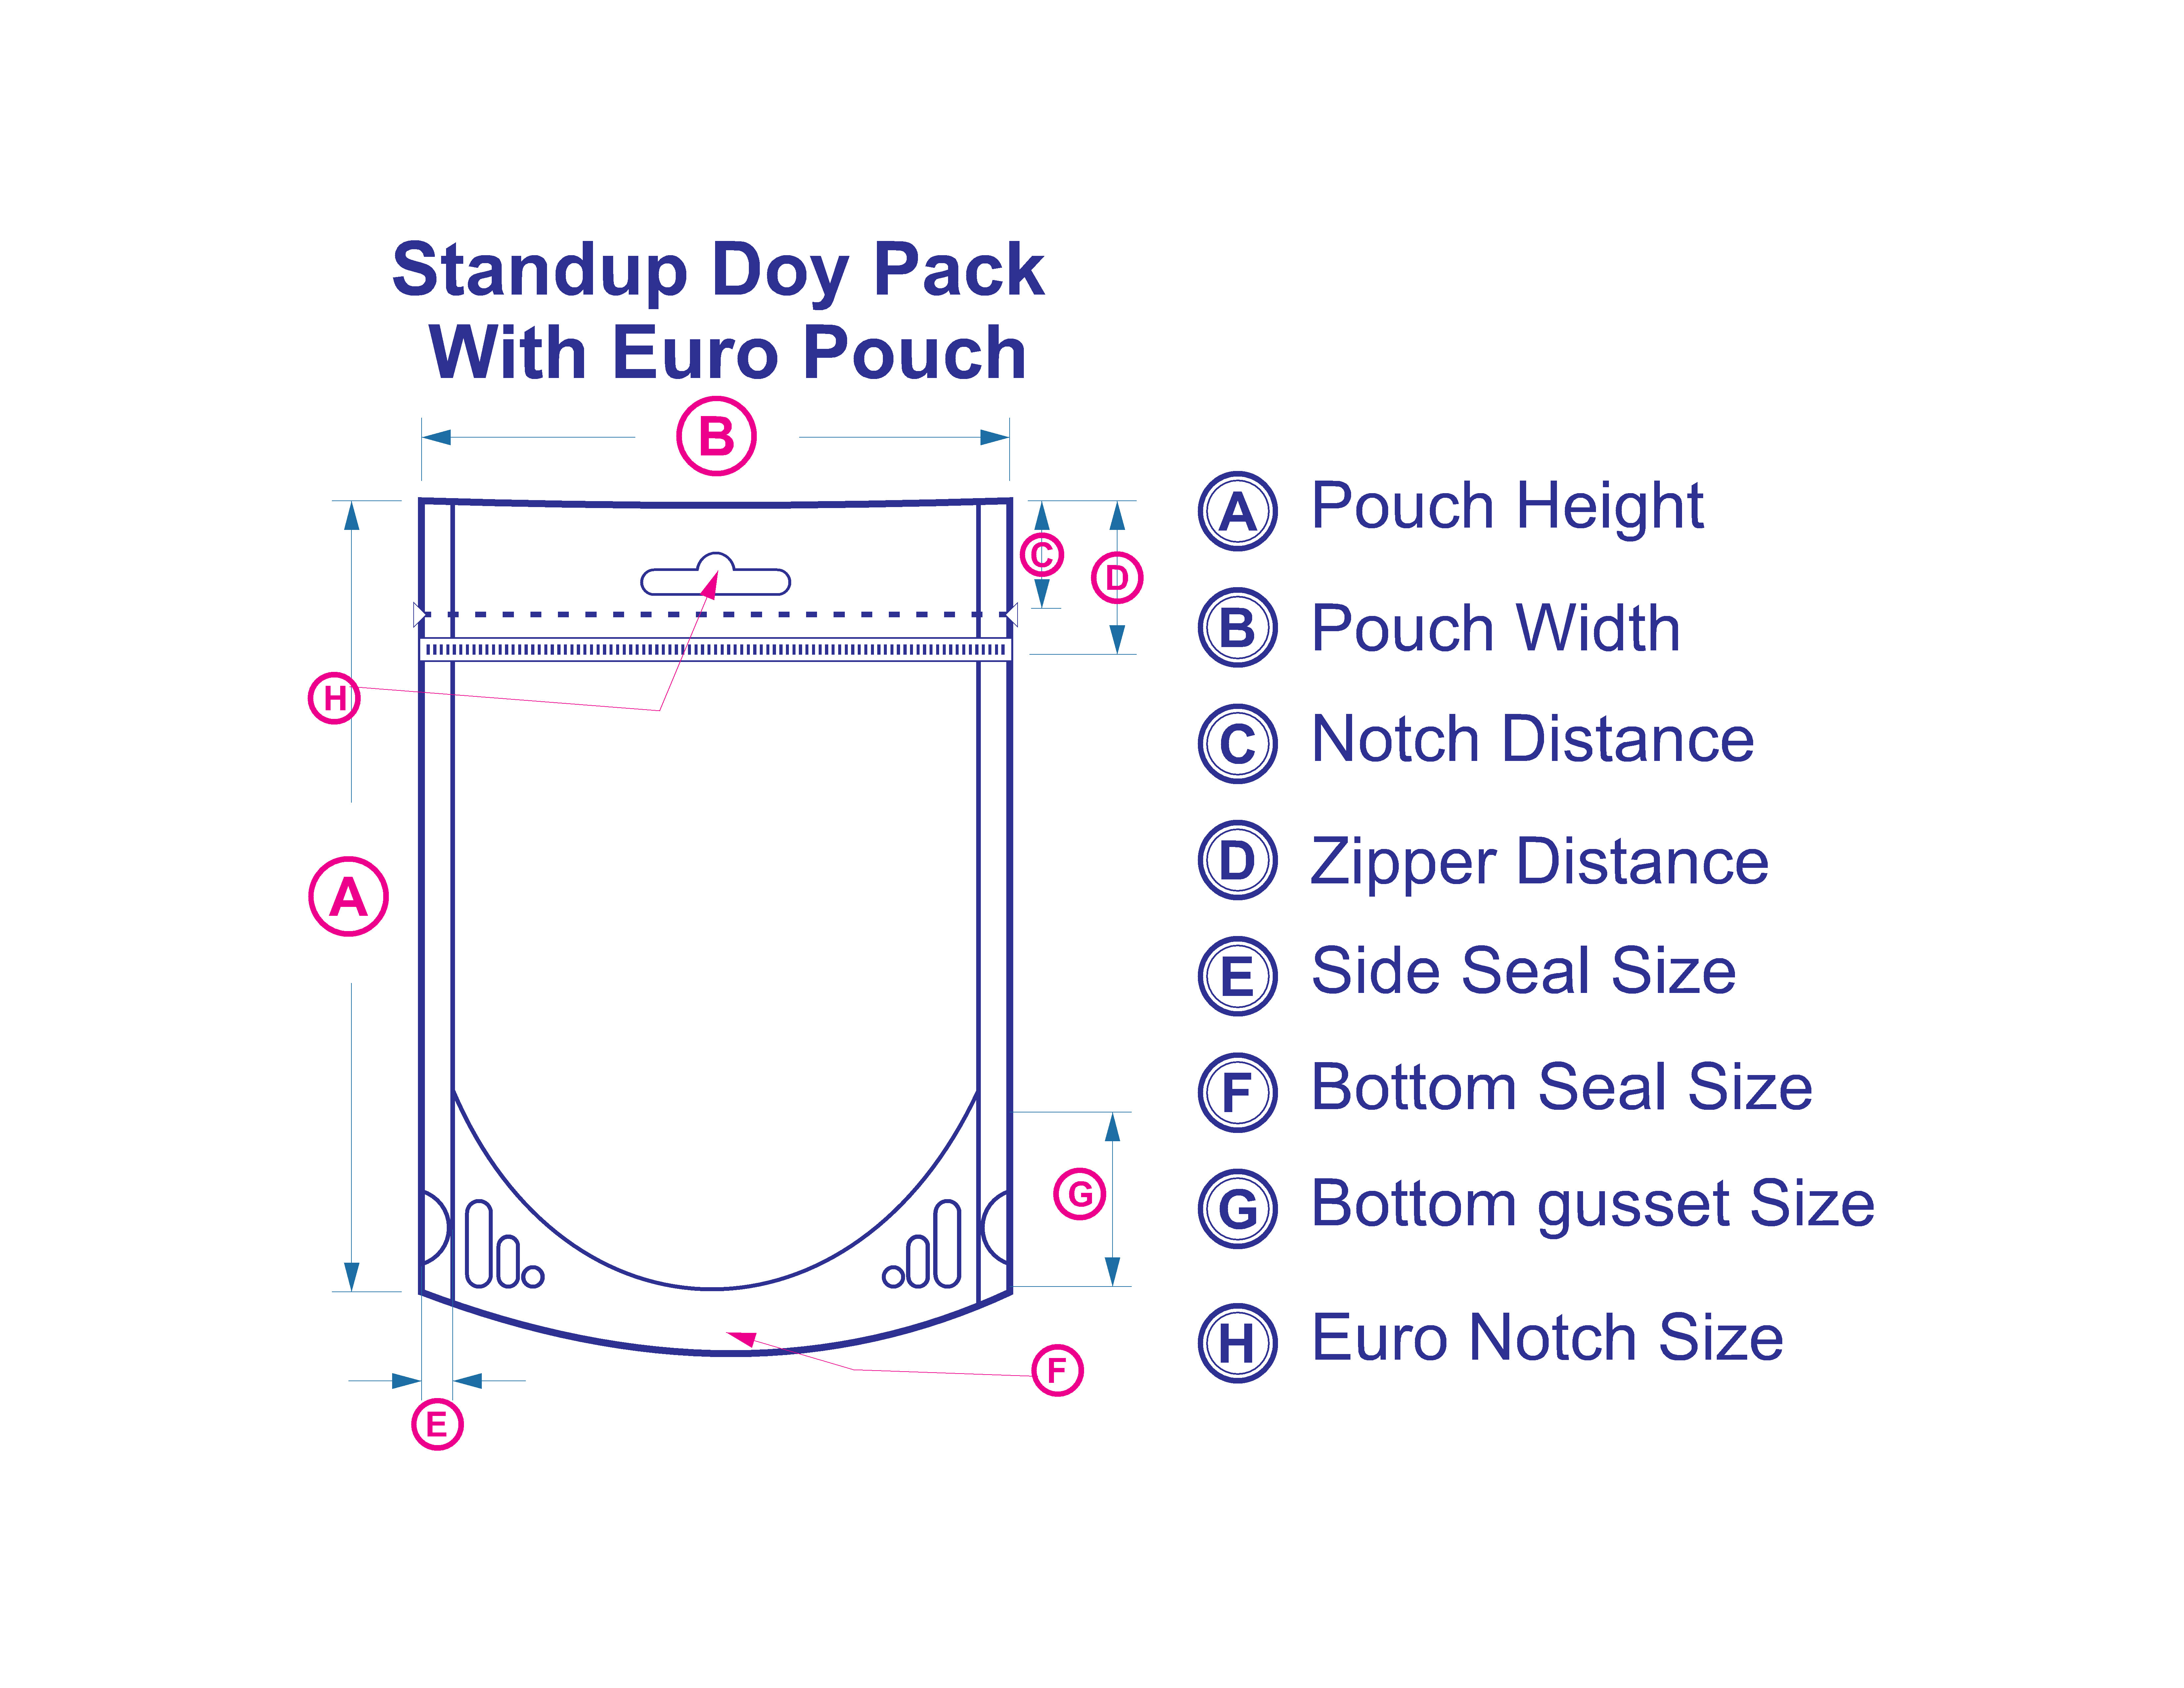 Standup Doy Pack
With Euro Pouch
B
C
D
H
A
G
F
E
A Pouch Height
B Pouch Width
C Notch Distance
D Zipper Distance
E Side Seal Size
F Bottom Seal Size
G Bottom gusset Size
H Euro Notch Size